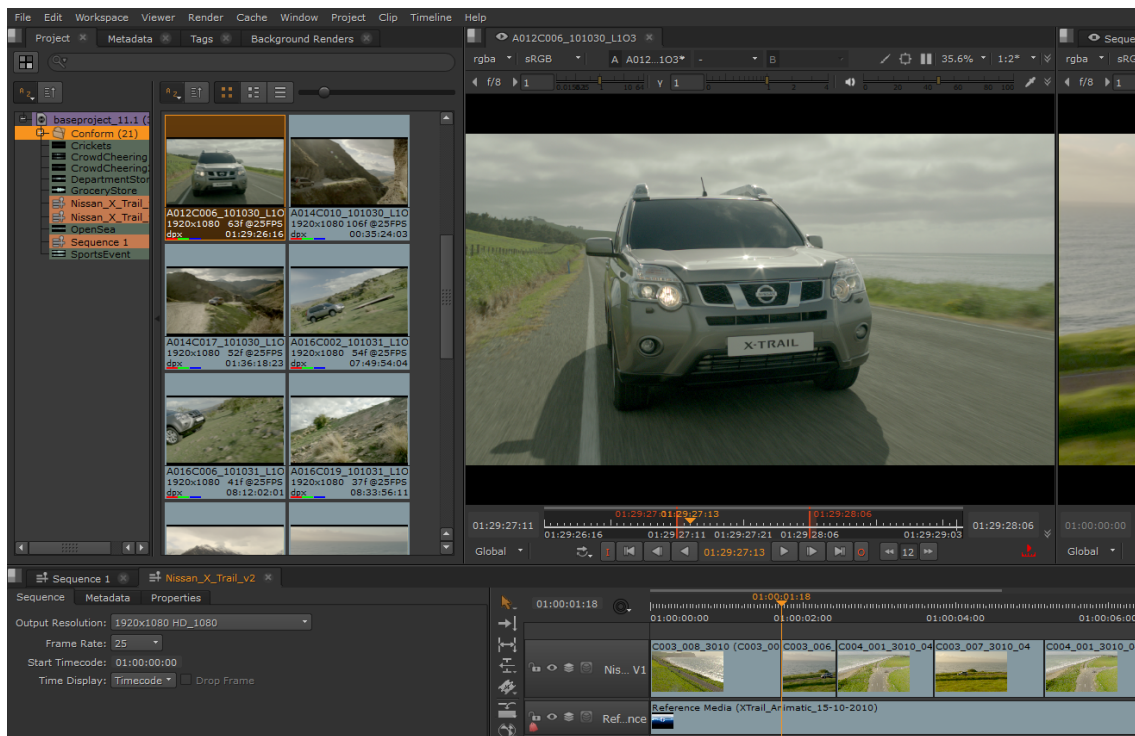 File Edit Workspace Viewer Render Cache Window Project Clip Timeline Help
Project Metadata Tags Background Renders
baseproject_11.1
Conform (21)
Crickets
CrowdCheering
CrowdCheering
DepartmentStor
GroceryStore
Nissan_X_Trail_
Nissan_X_Trail_
OpenSea
Sequence 1
SportsEvent
A012C006_101030_L1O
1920x1080 63f@25FPS
dpx 01:29:26:16
A014C010_101030_L1O
1920x1080 106f@25FPS
dpx 00:35:24:03
A014C017_101030_L1O
1920x1080 52f@25FPS
dpx 01:36:18:23
A016C002_101031_L1O
1920x1080 54f@25FPS
dpx 07:49:54:04
A016C006_101031_L1O
1920x1080 41f@25FPS
dpx 08:12:02:01
A016C019_101031_L1O
1920x1080 37f@25FPS
dpx 08:33:56:11
A012C006_101030_L1O3
rgba sRGB A A012...1O3* - B 35.6% 1:2*
f/8 1 Y 1
X-TRAIL
01:29:27:13 01:29:28:06
01:29:27:11 01:29:28:06
01:29:26:16 01:29:27:11 01:29:27:21 01:29:28:06 01:29:29:03
Global I 01:29:27:13 O 12
Seque
rgba sR
f/8 1
01:00:00:00
Global
Sequence 1 Nissan_X_Trail_v2
Sequence Metadata Properties
Output Resolution: 1920x1080 HD_1080
Frame Rate: 25
Start Timecode: 01:00:00:00
Time Display: Timecode Drop Frame
01:00:01:18
01:00:01:18
01:00:00:00 01:00:02:00 01:00:04:00 01:00:06:00
Nis... V1
C003_008_3010 (C003_00 C003_006_ C004_001_3010_04 C003_007_3010_04 C004_001_3010_0
Ref...nce
Reference Media (XTrail_Animatic_15-10-2010)